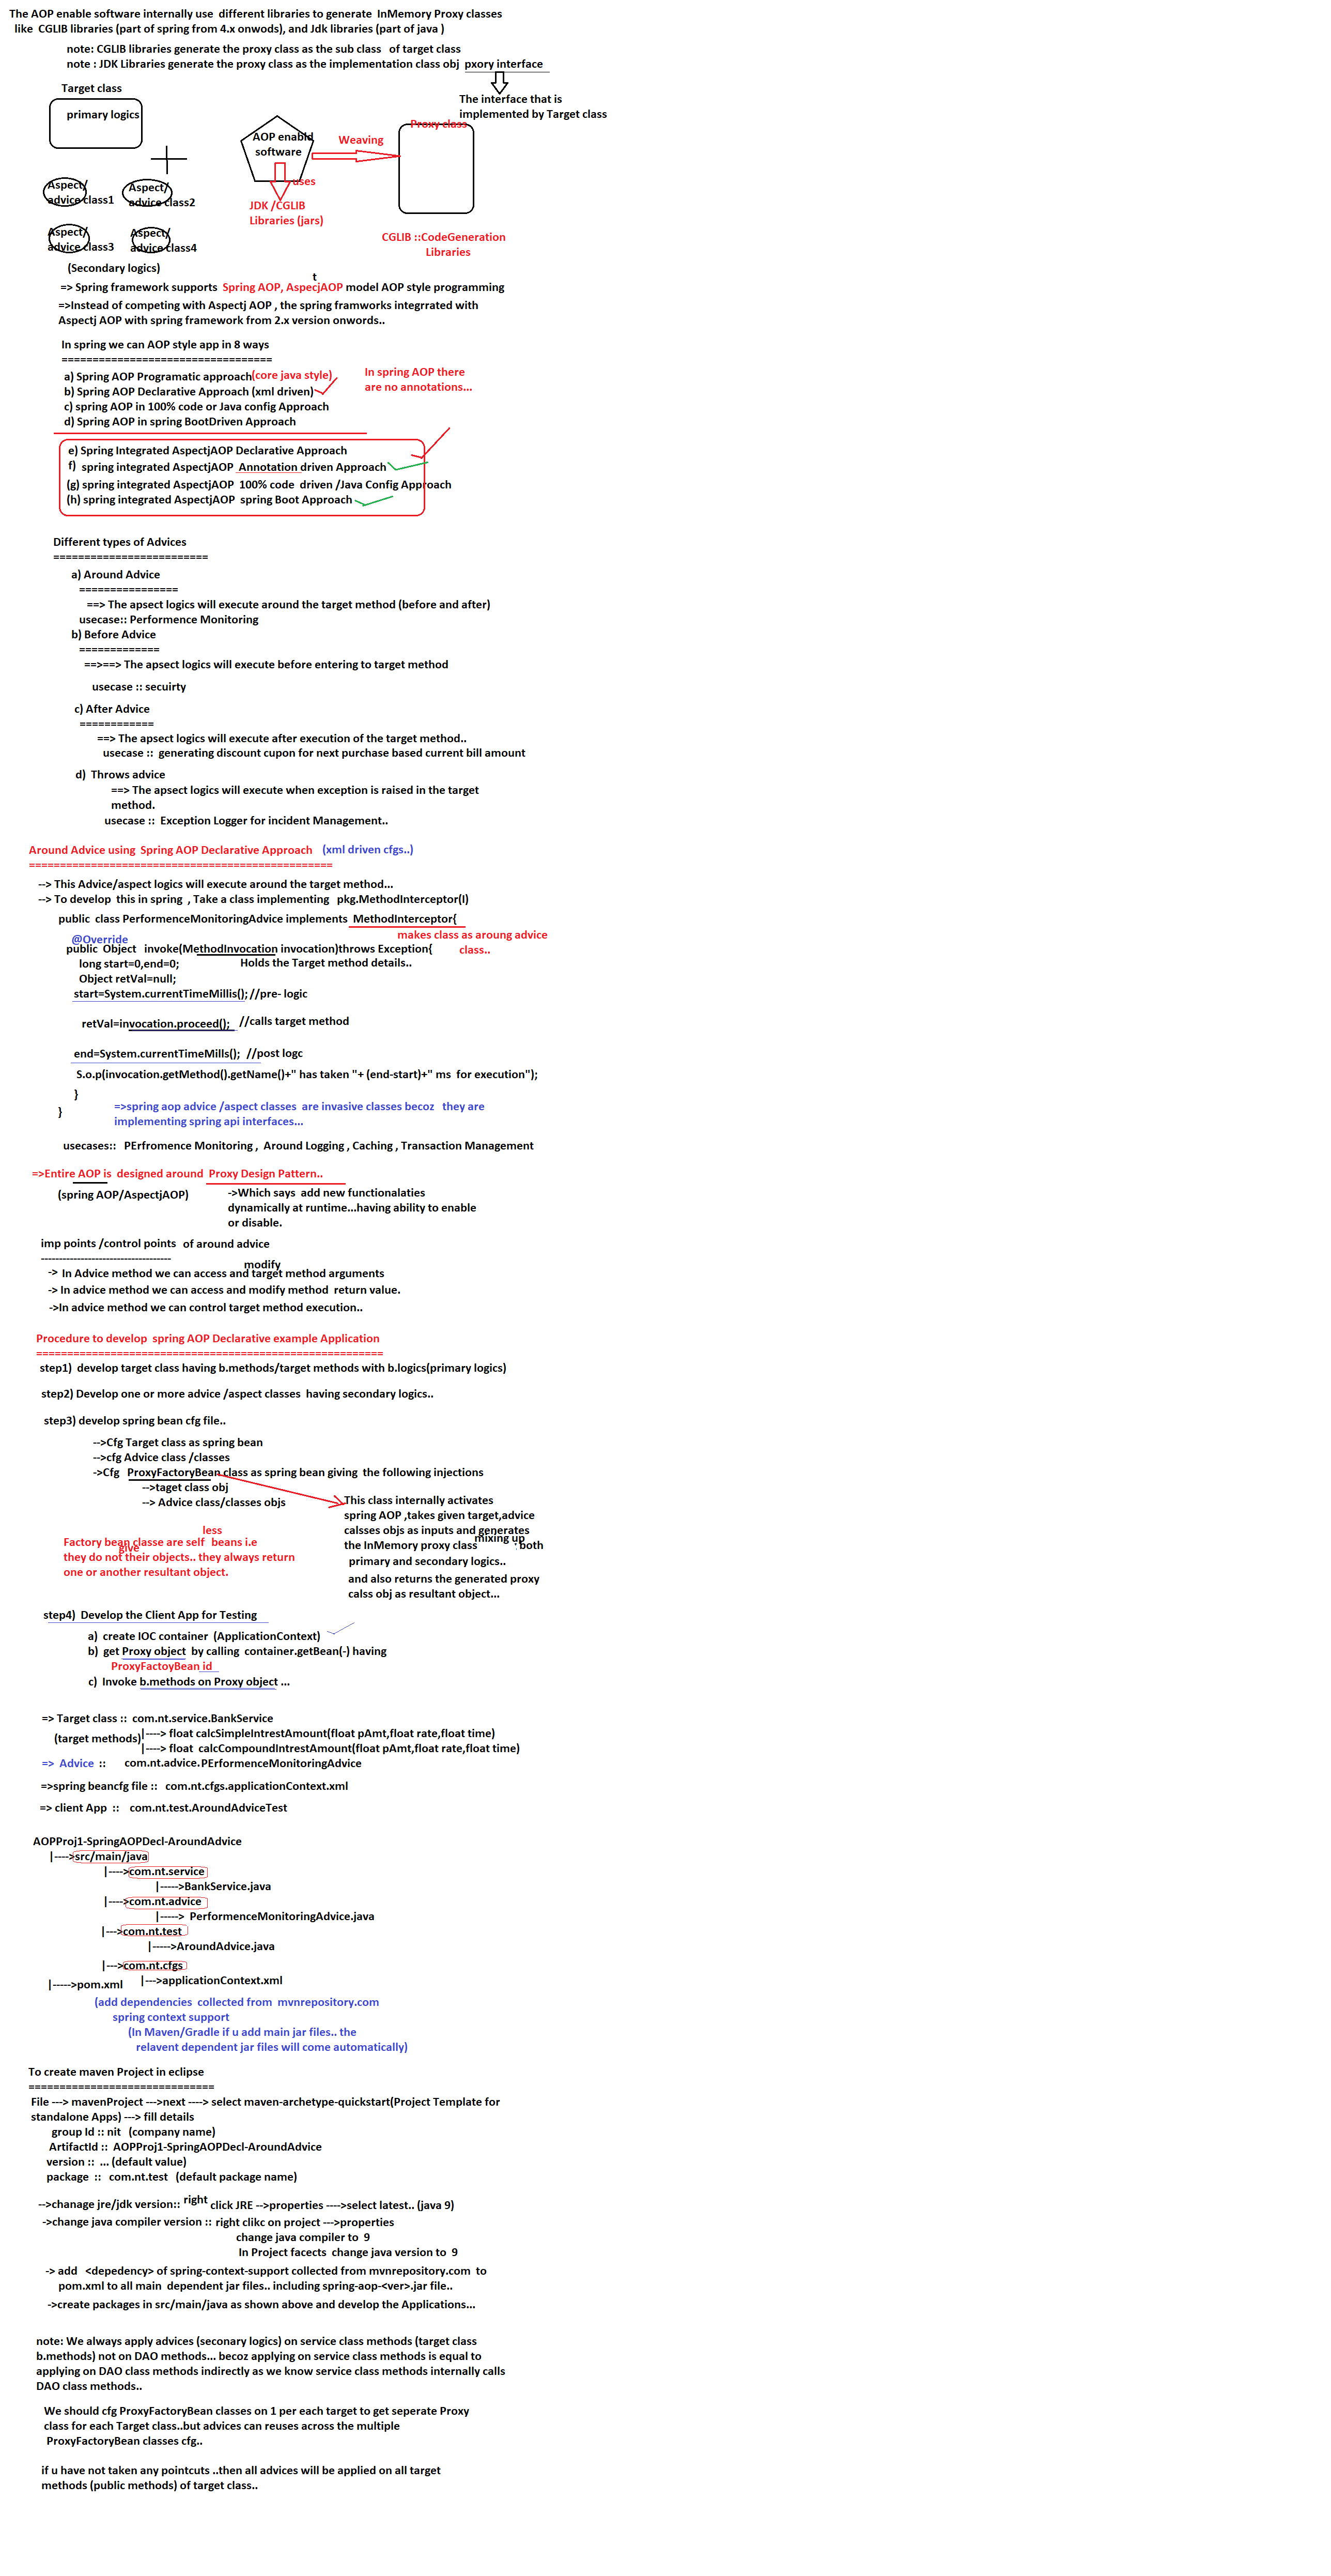 The AOP enable software internally use  different libraries to generate  InMemory Proxy classes
like  CGLIB libraries (part of spring from 4.x onwods), and Jdk libraries (part of java )
note: CGLIB libraries generate the proxy class as the sub class   of target class
note : JDK Libraries generate the proxy class as the implementation class obj  pxory interface
Target class
The interface that is
implemented by Target class
primary logics
Proxy class
AOP enabld
software
Weaving
uses
Aspect/
advice class1
Aspect/
advice class2
JDK /CGLIB
Libraries (jars)
Aspect/
advice class3
Aspect/
advice class4
CGLIB ::CodeGeneration
Libraries
(Secondary logics)
t
=> Spring framework supports  Spring AOP, AspecjAOP model AOP style programming
=>Instead of competing with Aspectj AOP , the spring framworks integrrated with
Aspectj AOP with spring framework from 2.x version onwords..
In spring we can AOP style app in 8 ways
==================================
a) Spring AOP Programatic approach(core java style)
In spring AOP there
are no annotations...
b) Spring AOP Declarative Approach (xml driven)
c) spring AOP in 100% code or Java config Approach
d) Spring AOP in spring BootDriven Approach
e) Spring Integrated AspectjAOP Declarative Approach
f)  spring integrated AspectjAOP  Annotation driven Approach
(g) spring integrated AspectjAOP  100% code  driven /Java Config Approach
(h) spring integrated AspectjAOP  spring Boot Approach
Different types of Advices
=========================
a) Around Advice
================
==> The apsect logics will execute around the target method (before and after)
usecase:: Performence Monitoring
b) Before Advice
=============
==>==> The apsect logics will execute before entering to target method
usecase :: secuirty
c) After Advice
============
==> The apsect logics will execute after execution of the target method..
usecase ::  generating discount cupon for next purchase based current bill amount
d)  Throws advice
==> The apsect logics will execute when exception is raised in the target
method.
usecase ::  Exception Logger for incident Management..
Around Advice using  Spring AOP Declarative Approach   (xml driven cfgs..)
=================================================
--> This Advice/aspect logics will execute around the target method...
--> To develop  this in spring  , Take a class implementing   pkg.MethodInterceptor(I)
public  class PerformenceMonitoringAdvice implements  MethodInterceptor{
makes class as aroung advice
class..
@Override
public  Object   invoke(MethodInvocation invocation)throws Exception{
long start=0,end=0;
Holds the Target method details..
Object retVal=null;
start=System.currentTimeMillis(); //pre- logic
retVal=invocation.proceed();   //calls target method
end=System.currentTimeMills();  //post logc
S.o.p(invocation.getMethod().getName()+" has taken "+ (end-start)+" ms  for execution");
}
}
=>spring aop advice /aspect classes  are invasive classes becoz   they are
implementing spring api interfaces...
usecases::   PErfromence Monitoring ,  Around Logging , Caching , Transaction Management
=>Entire AOP is  designed around  Proxy Design Pattern..
(spring AOP/AspectjAOP)
->Which says  add new functionalaties
dynamically at runtime...having ability to enable
or disable.
imp points /control points  of around advice
------------------------------------
modify
-> In Advice method we can access and target method arguments
-> In advice method we can access and modify method  return value.
->In advice method we can control target method execution..
Procedure to develop  spring AOP Declarative example Application
========================================================
step1)  develop target class having b.methods/target methods with b.logics(primary logics)
step2) Develop one or more advice /aspect classes  having secondary logics..
step3) develop spring bean cfg file..
-->Cfg Target class as spring bean
-->cfg Advice class /classes
->Cfg   ProxyFactoryBean class as spring bean giving  the following injections
-->taget class obj
--> Advice class/classes objs
This class internally activates
spring AOP ,takes given target,advice
calsses objs as inputs and generates
the InMemory proxy class mixing up both
primary and secondary logics..
and also returns the generated proxy
calss obj as resultant object...
less
Factory bean classe are self   beans i.e
give
they do not their objects.. they always return
one or another resultant object.
step4)  Develop the Client App for Testing
a)  create IOC container  (ApplicationContext)
b)  get Proxy object  by calling  container.getBean(-) having
ProxyFactoyBean id
c)  Invoke b.methods on Proxy object ...
=> Target class ::  com.nt.service.BankService
(target methods)
|----> float calcSimpleIntrestAmount(float pAmt,float rate,float time)
|----> float  calcCompoundIntrestAmount(float pAmt,float rate,float time)
=>  Advice  ::      com.nt.advice.PErformenceMonitoringAdvice
=>spring beancfg file ::   com.nt.cfgs.applicationContext.xml
=> client App  ::    com.nt.test.AroundAdviceTest
AOPProj1-SpringAOPDecl-AroundAdvice
|---->src/main/java
|---->com.nt.service
|----->BankService.java
|---->com.nt.advice
|----->  PerformenceMonitoringAdvice.java
|--->com.nt.test
|----->AroundAdvice.java
|--->com.nt.cfgs
|--->applicationContext.xml
|----->pom.xml
(add dependencies  collected from  mvnrepository.com
spring context support
(In Maven/Gradle if u add main jar files.. the
relavent dependent jar files will come automatically)
To create maven Project in eclipse
==============================
File ---> mavenProject --->next ----> select maven-archetype-quickstart(Project Template for
standalone Apps) ---> fill details
group Id :: nit   (company name)
ArtifactId ::  AOPProj1-SpringAOPDecl-AroundAdvice
version ::  ... (default value)
package  ::   com.nt.test   (default package name)
-->chanage jre/jdk version:: right click JRE -->properties ---->select latest.. (java 9)
->change java compiler version :: right clikc on project --->properties
change java compiler to  9
In Project facects  change java version to  9
-> add   <depedency> of spring-context-support collected from mvnrepository.com  to
pom.xml to all main  dependent jar files.. including spring-aop-<ver>.jar file..
->create packages in src/main/java as shown above and develop the Applications...
note: We always apply advices (seconary logics) on service class methods (target class
b.methods) not on DAO methods... becoz applying on service class methods is equal to
applying on DAO class methods indirectly as we know service class methods internally calls
DAO class methods..
We should cfg ProxyFactoryBean classes on 1 per each target to get seperate Proxy
class for each Target class..but advices can reuses across the multiple
ProxyFactoryBean classes cfg..
if u have not taken any pointcuts ..then all advices will be applied on all target
methods (public methods) of target class..